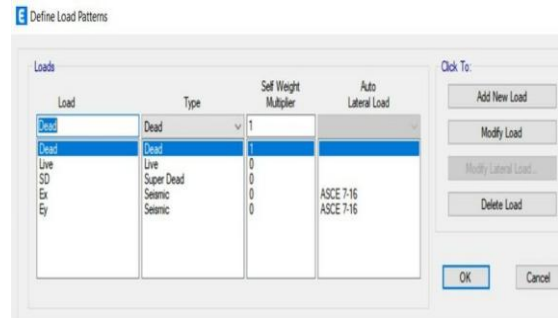 E Define Load Patterns
Loads
Click To:
Load Type Self Weight Multiplier Auto Lateral Load
Dead Dead 1
Dead Dead 1
Live Live 0
SD Super Dead 0
Ex Seismic 0 ASCE 7-16
Ey Seismic 0 ASCE 7-16
Add New Load
Modify Load
Modify Lateral Load...
Delete Load
OK Cancel